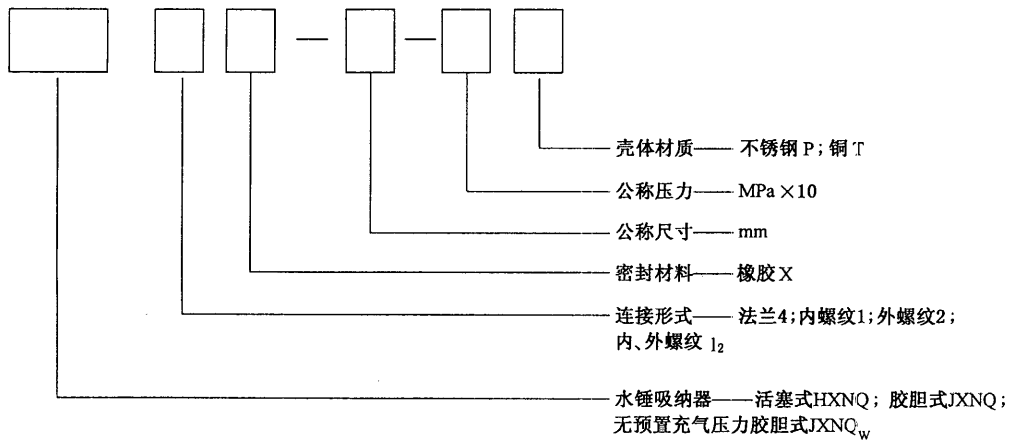 壳体材质——不锈钢 P；铜 T
公称压力——MPa×10
公称尺寸——mm
密封材料——橡胶 X
连接形式——法兰4；内螺纹1；外螺纹2；
内、外螺纹 l₂
水锤吸纳器——活塞式HXNQ；胶胆式JXNQ；
无预置充气压力胶胆式JXNQ_W